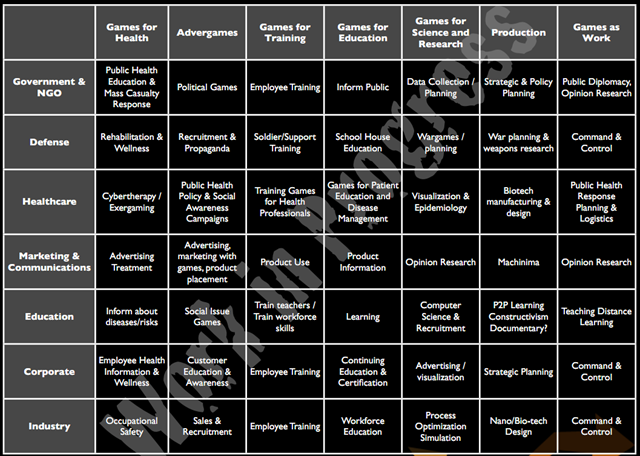 Games for
Health
Advergames
Games for
Training
Games for
Education
Games for
Science and
Research
Production
Games as
Work
Government &
NGO
Public Health
Education &
Mass Casualty
Response
Political Games
Employee Training
Inform Public
Data Collection /
Planning
Strategic & Policy
Planning
Public Diplomacy,
Opinion Research
Defense
Rehabilitation &
Wellness
Recruitment &
Propaganda
Soldier/Support
Training
School House
Education
Wargames /
planning
War planning &
weapons research
Command &
Control
Healthcare
Cybertherapy /
Exergaming
Public Health
Policy & Social
Awareness
Campaigns
Training Games
for Health
Professionals
Games for Patient
Education and
Disease
Management
Visualization &
Epidemiology
Biotech
manufacturing &
design
Public Health
Response
Planning &
Logistics
Marketing &
Communications
Advertising
Treatment
Advertising,
marketing with
games, product
placement
Product Use
Product
Information
Opinion Research
Machinima
Opinion Research
Education
Inform about
diseases/risks
Social Issue
Games
Train teachers /
Train workforce
skills
Learning
Computer
Science &
Recruitment
P2P Learning
Constructivism
Documentary?
Teaching Distance
Learning
Corporate
Employee Health
Information &
Wellness
Customer
Education &
Awareness
Employee Training
Continuing
Education &
Certification
Advertising /
visualization
Strategic Planning
Command &
Control
Industry
Occupational
Safety
Sales &
Recruitment
Employee Training
Workforce
Education
Process
Optimization
Simulation
Nano/Bio-tech
Design
Command &
Control
Work in Progress